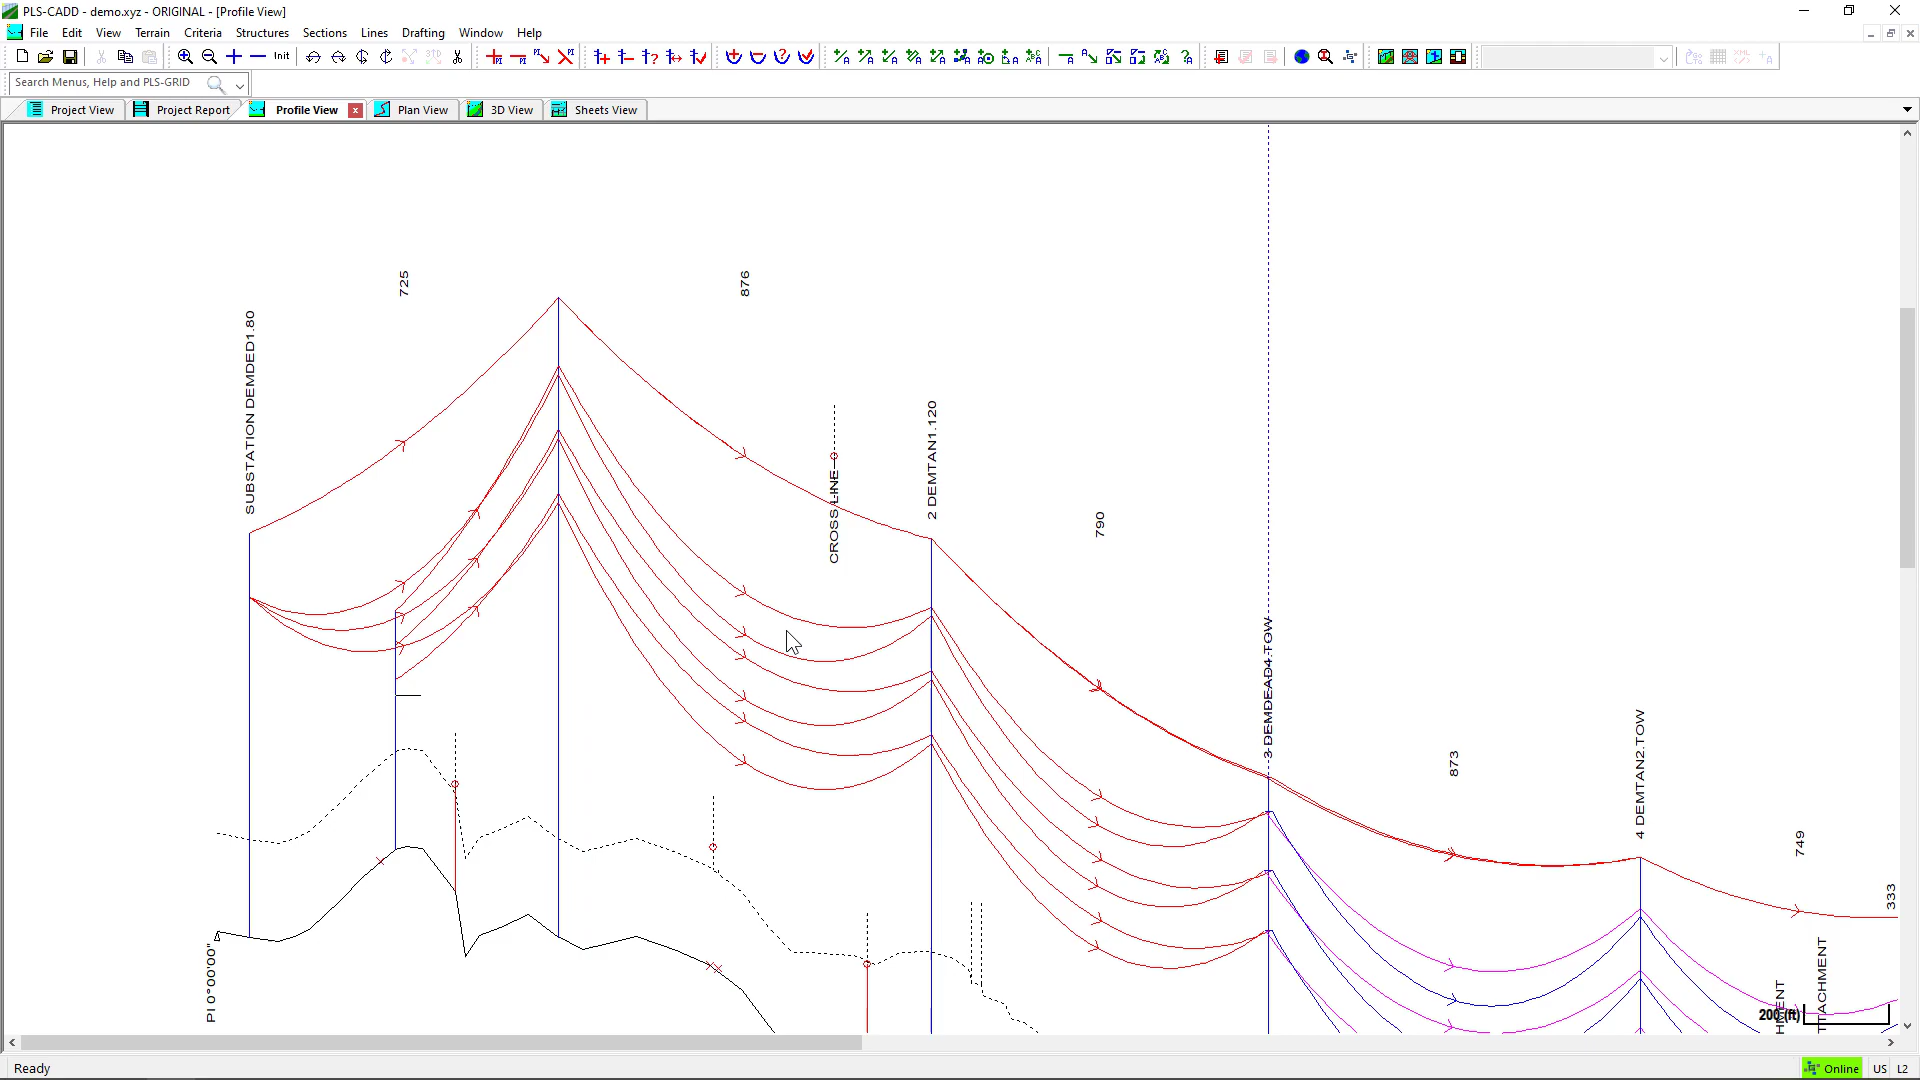 PLS-CADD - demo.xyz - ORIGINAL - [Profile View]
File Edit View Terrain Criteria Structures Sections Lines Drafting Window Help
Init
Search Menus, Help and PLS-GRID
Project View Project Report Profile View Plan View 3D View Sheets View
725
876
SUBSTATION DEMDED1.80
CROSS LINE
2 DEMTAN1.120
790
3 DEMDEAD4.TOW
873
4 DEMTAN2.TOW
749
333
PI 0°00'00"
HMENT
TTACHMENT
200 (ft)
Ready
Online US L2